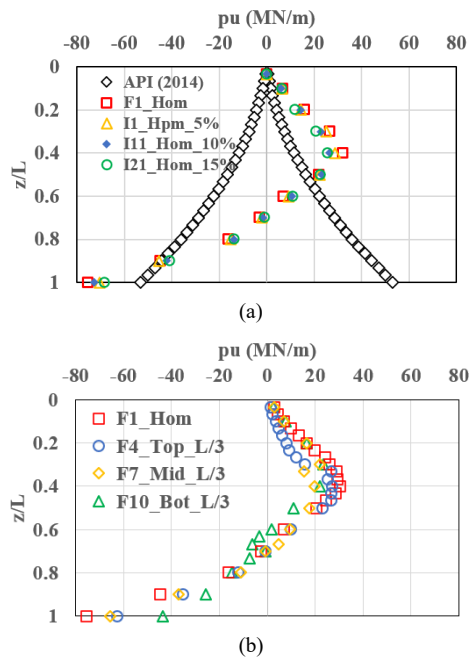 pu (MN/m)
-80 -60 -40 -20 0 20 40 60 80
0
0.2
0.4
0.6
0.8
1
z/L
API (2014)
F1_Hom
I1_Hpm_5%
I11_Hom_10%
I21_Hom_15%
(a)
pu (MN/m)
-80 -60 -40 -20 0 20 40 60 80
0
0.2
0.4
0.6
0.8
1
z/L
F1_Hom
F4_Top_L/3
F7_Mid_L/3
F10_Bot_L/3
(b)